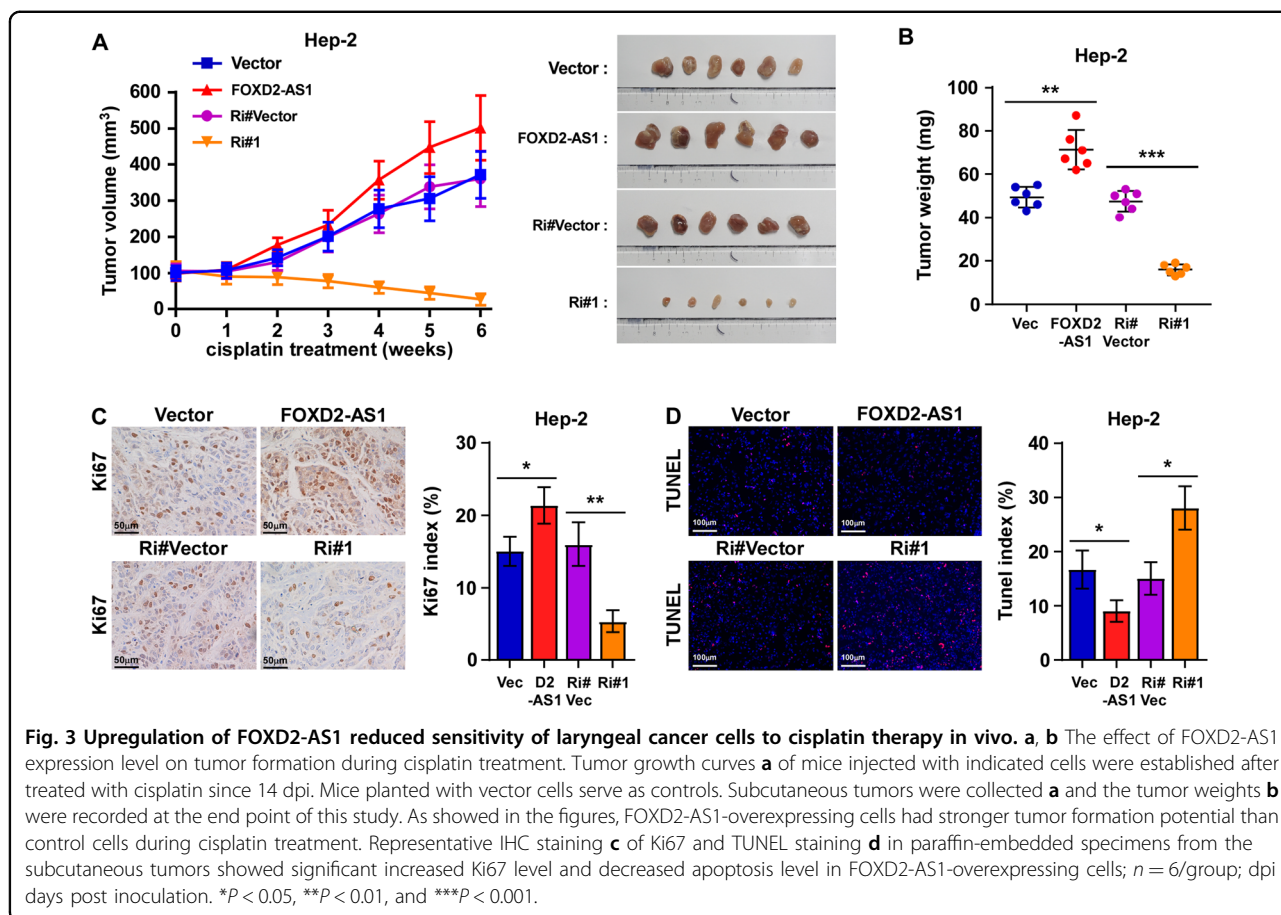 A
Hep-2
Vector
FOXD2-AS1
Ri#Vector
Ri#1
Tumor volume (mm³)
600
500
400
300
200
100
0
0 1 2 3 4 5 6
cisplatin treatment (weeks)
Vector :
FOXD2-AS1 :
Ri#Vector :
Ri#1 :
B
Hep-2
Tumor weight (mg)
100
80
60
40
20
0
**
***
Vec FOXD2 Ri# Ri#1
-AS1 Vector
C
Vector FOXD2-AS1
Ki67
50μm 50μm
Ri#Vector Ri#1
Ki67
50μm 50μm
Hep-2
Ki67 index (%)
30
20
10
0
*
**
Vec D2 Ri# Ri#1
-AS1 Vec
D
Vector FOXD2-AS1
TUNEL
100μm 100μm
Ri#Vector Ri#1
TUNEL
100μm 100μm
Hep-2
Tunel index (%)
40
30
20
10
0
*
*
Vec D2 Ri# Ri#1
-AS1 Vec
Fig. 3 Upregulation of FOXD2-AS1 reduced sensitivity of laryngeal cancer cells to cisplatin therapy in vivo. a, b The effect of FOXD2-AS1
expression level on tumor formation during cisplatin treatment. Tumor growth curves a of mice injected with indicated cells were established after
treated with cisplatin since 14 dpi. Mice planted with vector cells serve as controls. Subcutaneous tumors were collected a and the tumor weights b
were recorded at the end point of this study. As showed in the figures, FOXD2-AS1-overexpressing cells had stronger tumor formation potential than
control cells during cisplatin treatment. Representative IHC staining c of Ki67 and TUNEL staining d in paraffin-embedded specimens from the
subcutaneous tumors showed significant increased Ki67 level and decreased apoptosis level in FOXD2-AS1-overexpressing cells; n = 6/group; dpi
days post inoculation. *P < 0.05, **P < 0.01, and ***P < 0.001.